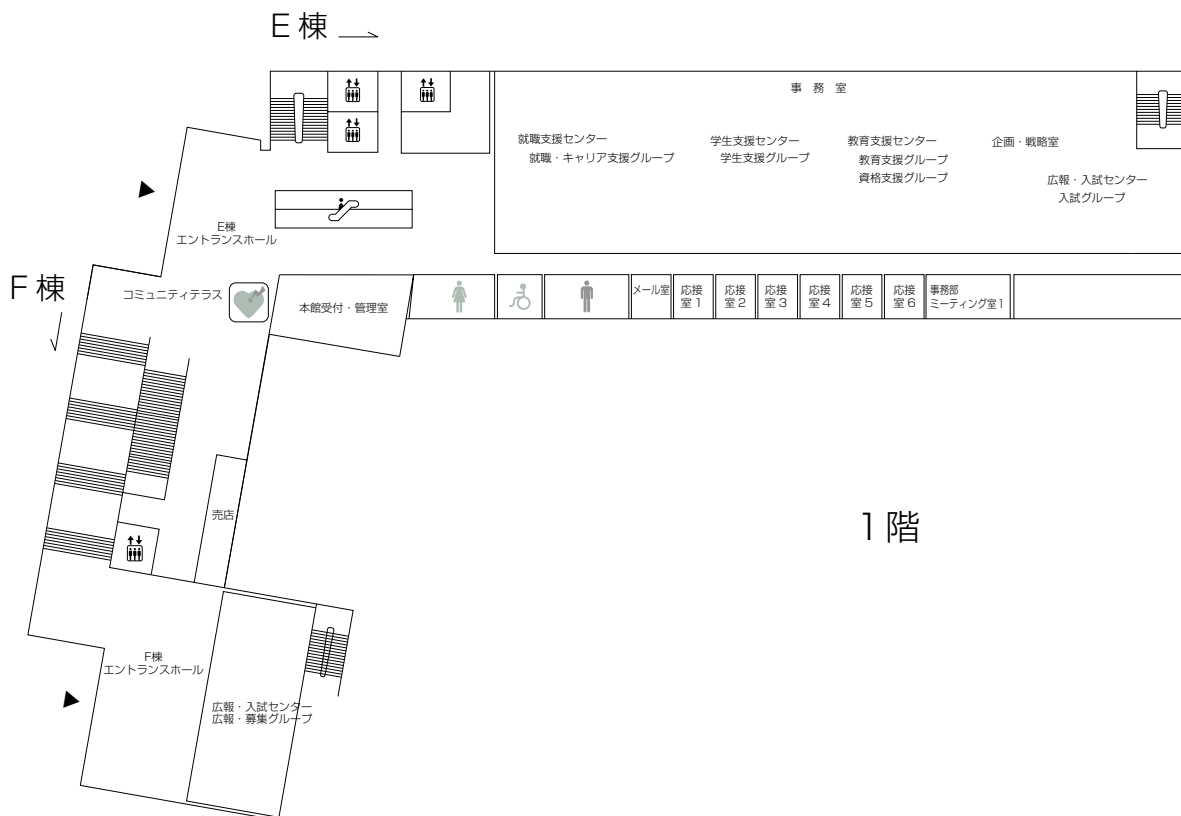 E棟
事 務 室
就職支援センター
就職・キャリア支援グループ
学生支援センター
学生支援グループ
教育支援センター
教育支援グループ
資格支援グループ
企画・戦略室
広報・入試センター
入試グループ
E棟
エントランスホール
F棟
コミュニティテラス
本館受付・管理室
メール室
応接
室1
応接
室2
応接
室3
応接
室4
応接
室5
応接
室6
事務部
ミーティング室1
売店
1階
F棟
エントランスホール
広報・入試センター
広報・募集グループ